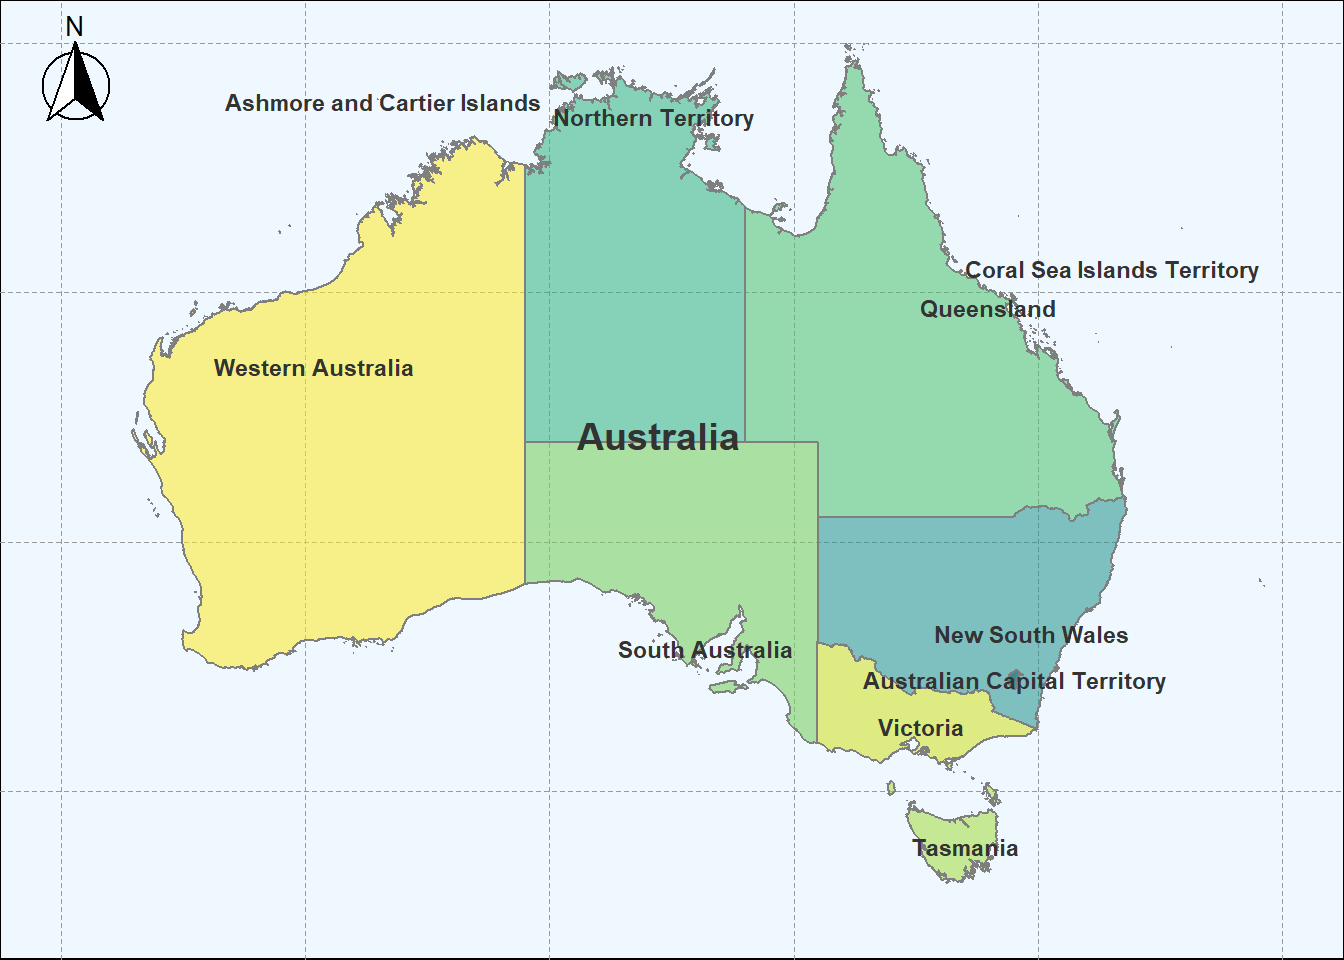 N
Ashmore and Cartier Islands
Northern Territory
Coral Sea Islands Territory
Queensland
Western Australia
Australia
New South Wales
South Australia
Australian Capital Territory
Victoria
Tasmania